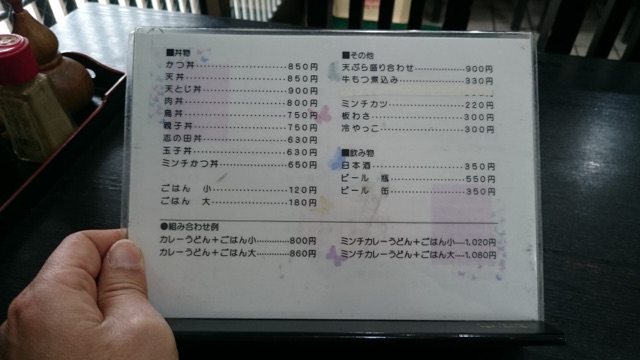 ■丼物
かつ丼 850円
天丼 850円
天とじ丼 900円
肉丼 800円
鳥丼 750円
親子丼 750円
志の田丼 630円
玉子丼 630円
ミンチかつ丼 650円
ごはん 小 120円
ごはん 大 180円
■その他
天ぷら盛り合わせ 900円
牛もつ煮込み 330円
ミンチカツ 220円
板わさ 300円
冷やっこ 300円
■飲み物
日本酒 350円
ビール 瓶 550円
ビール 缶 350円
●組み合わせ例
カレーうどん+ごはん小 800円
カレーうどん+ごはん大 860円
ミンチカレーうどん+ごはん小 1,020円
ミンチカレーうどん+ごはん大 1,080円